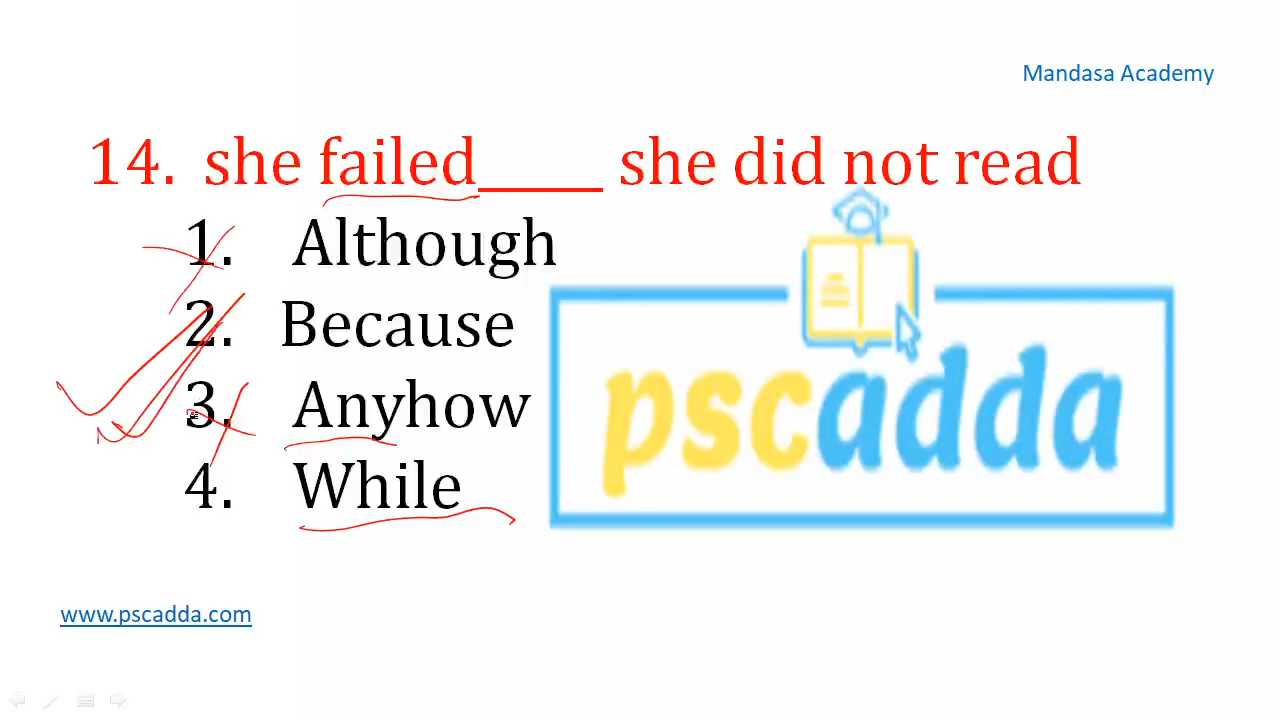 Mandasa Academy
14. she failed_____ she did not read
1. Although
2. Because
3. Anyhow
4. While
pscadda
www.pscadda.com